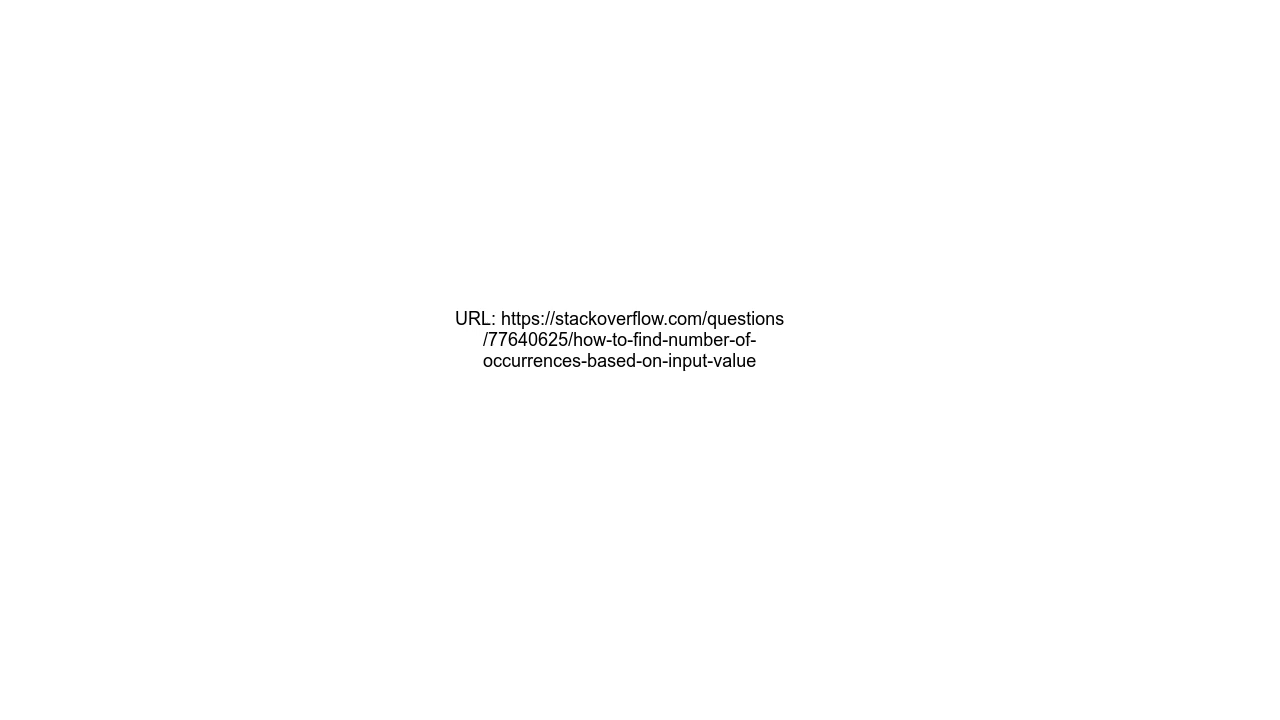 URL: https://stackoverflow.com/questions
/77640625/how-to-find-number-of-
occurrences-based-on-input-value